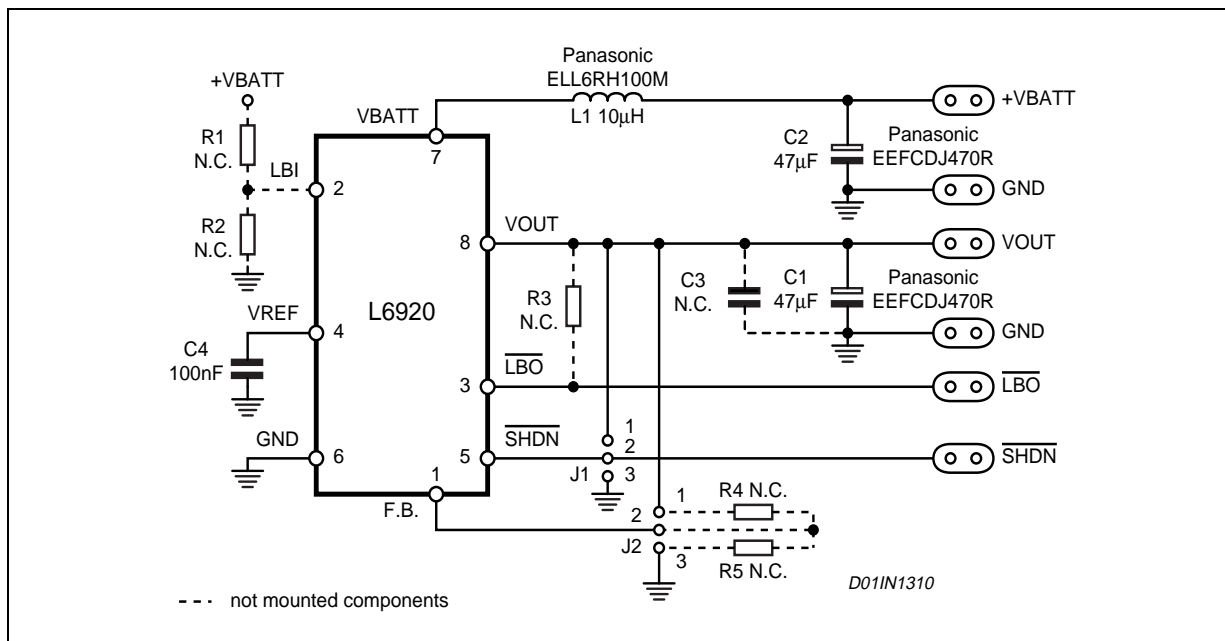 Panasonic
ELL6RH100M
L1 10μH
+VBATT
VBATT
7
+VBATT
R1
N.C.
LBI
2
R2
N.C.
C2
47μF
Panasonic
EEFCDJ470R
GND
VOUT
8
VOUT
L6920
R3
N.C.
C3
N.C.
C1
47μF
Panasonic
EEFCDJ470R
GND
VREF
4
C4
100nF
LBO
3
LBO
GND
6
SHDN
5
1
2
3
J1
SHDN
1
F.B.
1
2
3
J2
R4 N.C.
R5 N.C.
D01IN1310
--- not mounted components